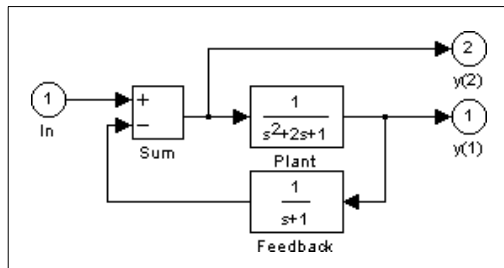 2
y(2)
1
In
+
−
Sum
1
s²+2s+1
Plant
1
y(1)
1
s+1
Feedback